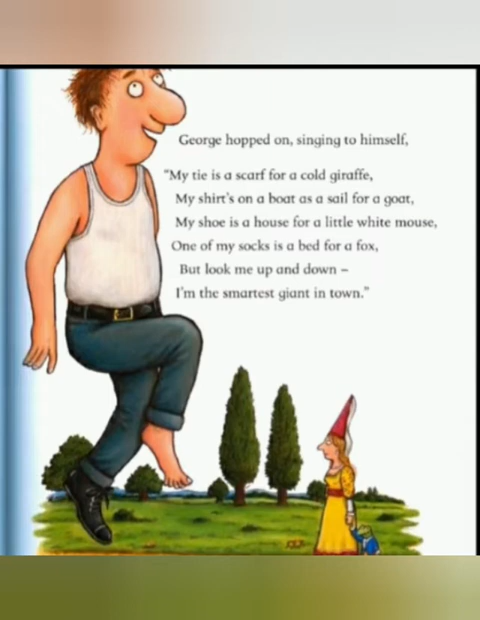 George hopped on, singing to himself,
"My tie is a scarf for a cold giraffe,
My shirt's on a boat as a sail for a goat,
My shoe is a house for a little white mouse,
One of my socks is a bed for a fox,
But look me up and down –
I'm the smartest giant in town."